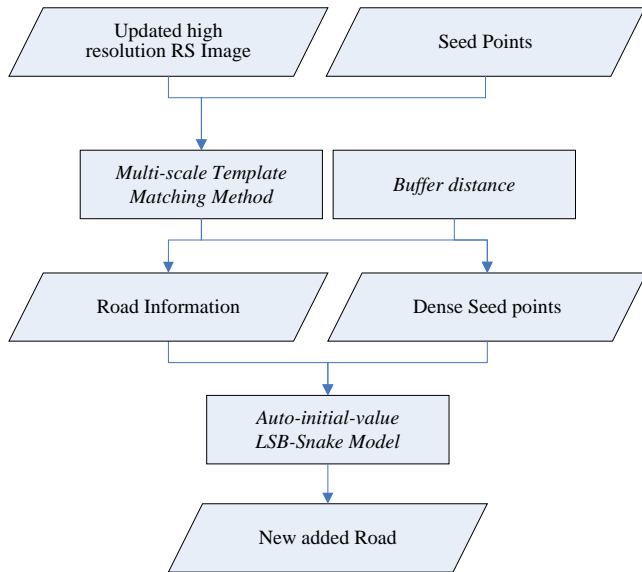 Updated high
resolution RS Image
Seed Points
Multi-scale Template
Matching Method
Buffer distance
Road Information
Dense Seed points
Auto-initial-value
LSB-Snake Model
New added Road